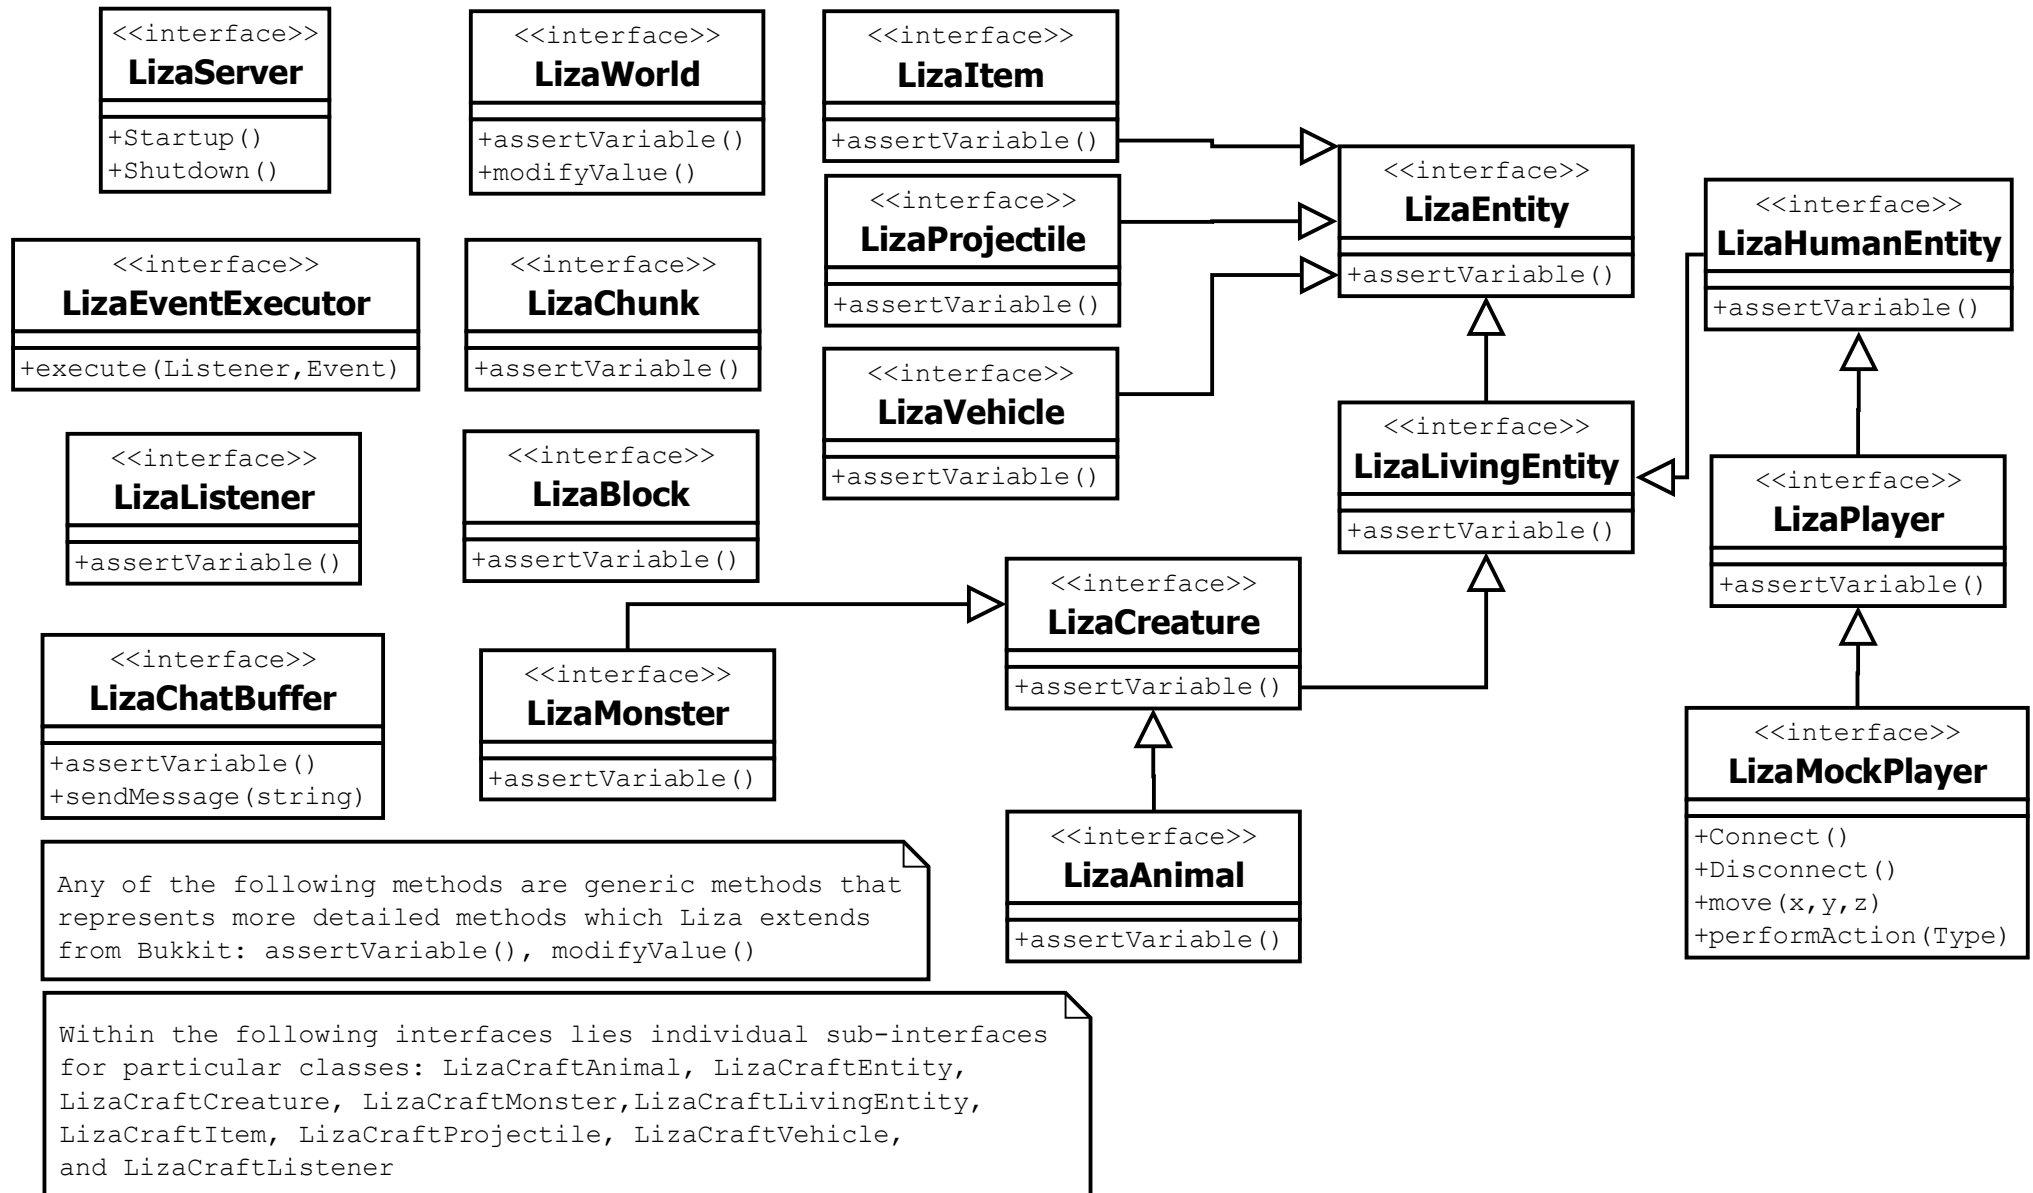 <<interface>>
LizaServer
+Startup()
+Shutdown()
<<interface>>
LizaWorld
+assertVariable()
+modifyValue()
<<interface>>
LizaItem
+assertVariable()
<<interface>>
LizaEntity
+assertVariable()
<<interface>>
LizaProjectile
+assertVariable()
<<interface>>
LizaHumanEntity
+assertVariable()
<<interface>>
LizaEventExecutor
+execute(Listener,Event)
<<interface>>
LizaChunk
+assertVariable()
<<interface>>
LizaVehicle
+assertVariable()
<<interface>>
LizaLivingEntity
+assertVariable()
<<interface>>
LizaListener
+assertVariable()
<<interface>>
LizaBlock
+assertVariable()
<<interface>>
LizaPlayer
+assertVariable()
<<interface>>
LizaCreature
+assertVariable()
<<interface>>
LizaChatBuffer
+assertVariable()
+sendMessage(string)
<<interface>>
LizaMonster
+assertVariable()
<<interface>>
LizaMockPlayer
+Connect()
+Disconnect()
+move(x,y,z)
+performAction(Type)
<<interface>>
LizaAnimal
+assertVariable()
Any of the following methods are generic methods that
represents more detailed methods which Liza extends
from Bukkit: assertVariable(), modifyValue()
Within the following interfaces lies individual sub-interfaces
for particular classes: LizaCraftAnimal, LizaCraftEntity,
LizaCraftCreature, LizaCraftMonster,LizaCraftLivingEntity,
LizaCraftItem, LizaCraftProjectile, LizaCraftVehicle,
and LizaCraftListener